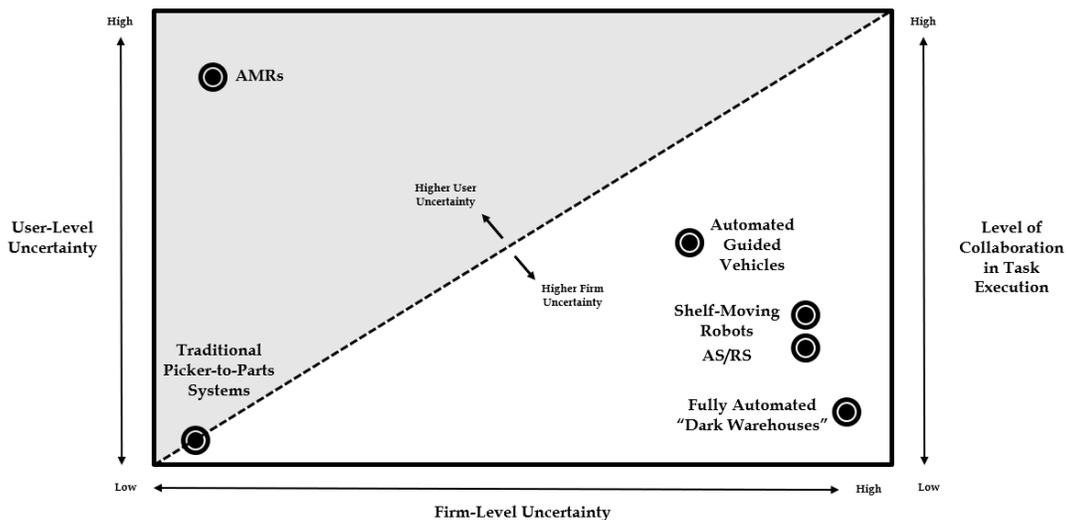 High
High
AMRs
Higher User
Uncertainty
User-Level
Uncertainty
Automated
Guided
Vehicles
Level of
Collaboration
in Task
Execution
Higher Firm
Uncertainty
Shelf-Moving
Robots
AS/RS
Traditional
Picker-to-Parts
Systems
Fully Automated
“Dark Warehouses”
Low
High
Low
Firm-Level Uncertainty